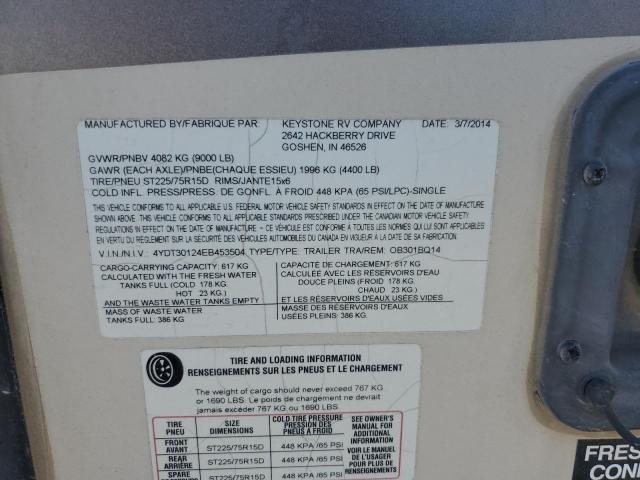 MANUFACTURED BY/FABRIQUE PAR: KEYSTONE RV COMPANY DATE: 3/7/2014
2642 HACKBERRY DRIVE
GOSHEN, IN 46526
GVWR/PNBV 4082 KG (9000 LB)
GAWR (EACH AXLE)/PNBE(CHAQUE ESSIEU) 1996 KG (4400 LB)
TIRE/PNEU ST225/75R15D RIMS/JANTE15x6
COLD INFL. PRESS/PRESS. DE GONFL. À FROID 448 KPA (65 PSI/LPC)-SINGLE
THIS VEHICLE CONFORMS TO ALL APPLICABLE U.S. FEDERAL MOTOR VEHICLE SAFETY STANDARDS IN EFFECT
ON THE DATE OF MANUFACTURE SHOWN ABOVE. THIS VEHICLE CONFORMS TO ALL APPLICABLE
STANDARDS PRESCRIBED UNDER THE CANADIAN MOTOR VEHICLE SAFETY
REGULATIONS IN EFFECT ON THE DATE OF MANUFACTURE. / CE VÉHICULE EST CONFORME À TOUTES LES NORMES QUI LUI SONT APPLICABLES
EN VERTU DU RÈGLEMENT SUR LA SÉCURITÉ DES VÉHICULES AUTOMOBILES DU CANADA EN VIGUEUR À LA DATE DE SA FABRICATION.
V.I.N./N.I.V.: 4YDT30124EB453504 TYPE/TYPE: TRAILER TRA/REM: OB301BQ14
CARGO-CARRYING CAPACITY: 617 KG
CALCULATED WITH THE FRESH WATER
TANKS FULL (COLD 178 KG
HOT 23 KG)
AND THE WASTE WATER TANKS EMPTY
MASS OF WASTE WATER
TANKS FULL: 386 KG
CAPACITÉ DE CHARGEMENT: 617 KG
CALCULÉE AVEC LES RÉSERVOIRS D'EAU
DOUCE PLEINS (FROID 178 KG
CHAUD 23 KG)
ET LES RÉSERVOIRS D'EAUX USÉES VIDES
MASSE DES RÉSERVOIRS D'EAUX
USÉES PLEINS: 386 KG
TIRE AND LOADING INFORMATION
RENSEIGNEMENTS SUR LES PNEUS ET LE CHARGEMENT
The weight of cargo should never exceed 767 KG
or 1690 LBS. Le poids de chargement ne devrait
jamais excéder 767 KG ou 1690 LBS.
TIRE
PNEU
SIZE
DIMENSIONS
COLD TIRE PRESSURE
PRESSION DES
PNEUS À FROID
SEE OWNER'S
MANUAL FOR
ADDITIONAL
INFORMATION
VOIR LE MANUEL
DE L'USAGER
POUR PLUS DE
RENSEIGNEMENTS
FRONT
AVANT ST225/75R15D 448 KPA /65 PSI
REAR
ARRIÈRE ST225/75R15D 448 KPA /65 PSI
SPARE ST225/75R15D 448 KPA /65 PSI
FRES
CONN